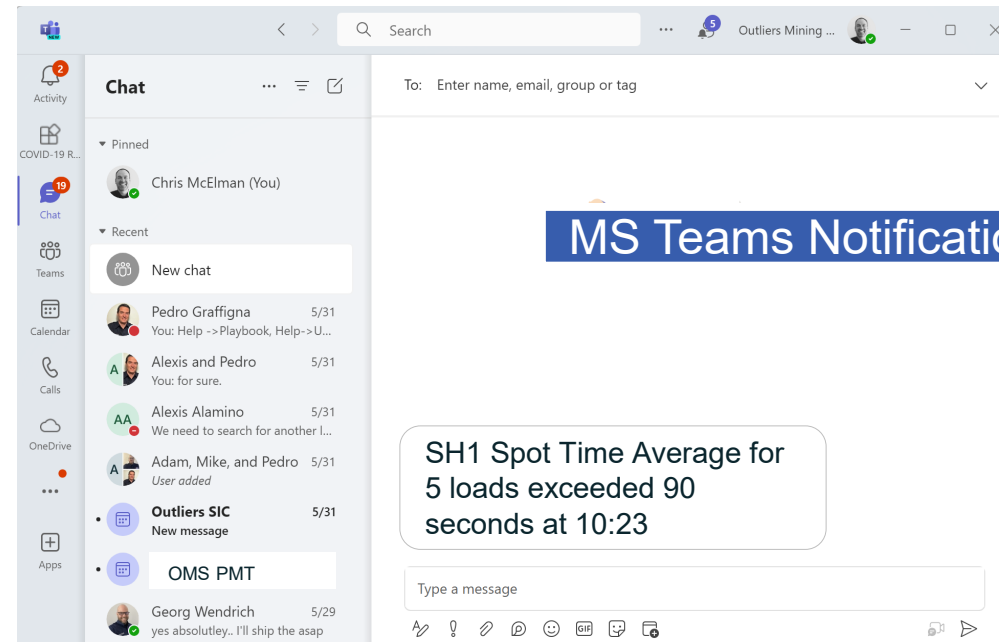 NEW
Search
5
Outliers Mining ...
2
Activity
COVID-19 R...
19
Chat
Teams
Calendar
Calls
OneDrive
Apps
Chat
Pinned
Chris McElman (You)
Recent
New chat
Pedro Graffigna 5/31
You: Help ->Playbook, Help->U...
A
Alexis and Pedro 5/31
You: for sure.
AA
Alexis Alamino 5/31
We need to search for another l...
A
Adam, Mike, and Pedro 5/31
User added
Outliers SIC 5/31
New message
OMS PMT
Georg Wendrich 5/29
yes absolutley.. I'll ship the asap
To: Enter name, email, group or tag
MS Teams Notificatio
SH1 Spot Time Average for
5 loads exceeded 90
seconds at 10:23
Type a message
GIF